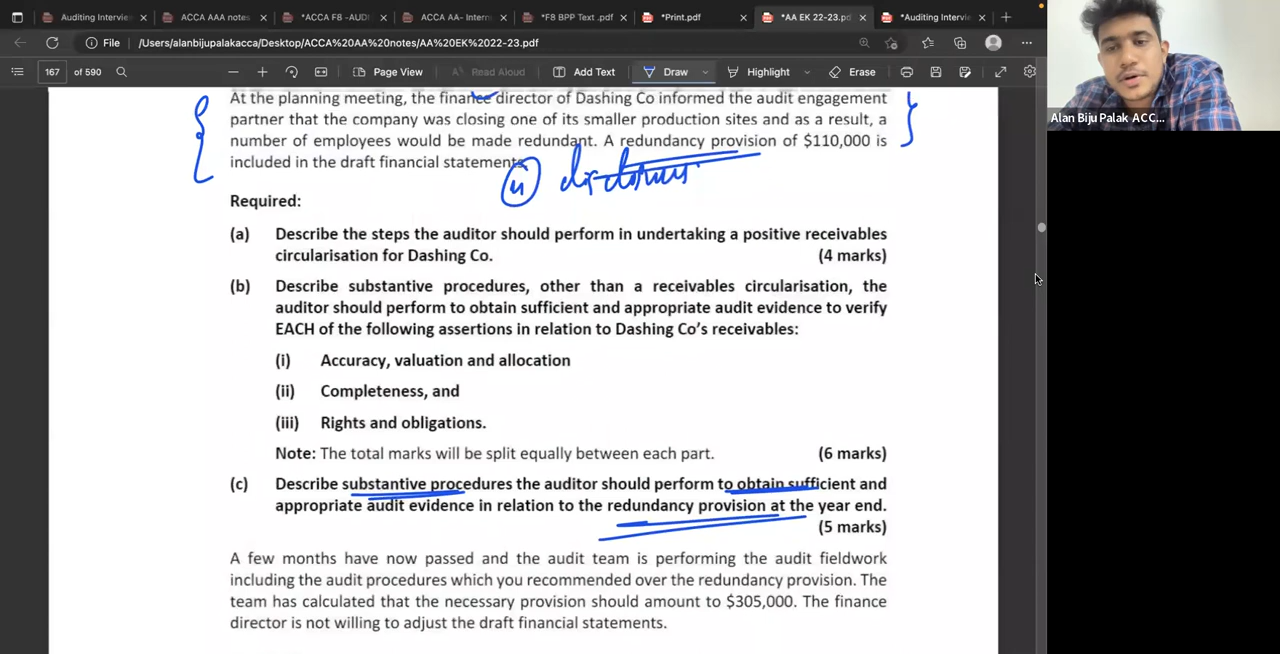 Auditing Interview
ACCA AAA notes
*ACCA F8 -AUDI
ACCA AA- Intern
*F8 BPP Text .pdf
*Print.pdf
*AA EK 22-23.pd
*Auditing Intervie
File
/Users/alanbijupalakacca/Desktop/ACCA%20AA%20notes/AA%20EK%2022-23.pdf
167 of 590
Page View
Read Aloud
Add Text
Draw
Highlight
Erase
Alan Biju Palak ACC...
At the planning meeting, the finance director of Dashing Co informed the audit engagement
partner that the company was closing one of its smaller production sites and as a result, a
number of employees would be made redundant. A redundancy provision of $110,000 is
included in the draft financial statements.
Required:
(a) Describe the steps the auditor should perform in undertaking a positive receivables
circularisation for Dashing Co. (4 marks)
(b) Describe substantive procedures, other than a receivables circularisation, the
auditor should perform to obtain sufficient and appropriate audit evidence to verify
EACH of the following assertions in relation to Dashing Co's receivables:
(i) Accuracy, valuation and allocation
(ii) Completeness, and
(iii) Rights and obligations.
Note: The total marks will be split equally between each part. (6 marks)
(c) Describe substantive procedures the auditor should perform to obtain sufficient and
appropriate audit evidence in relation to the redundancy provision at the year end.
(5 marks)
A few months have now passed and the audit team is performing the audit fieldwork
including the audit procedures which you recommended over the redundancy provision. The
team has calculated that the necessary provision should amount to $305,000. The finance
director is not willing to adjust the draft financial statements.